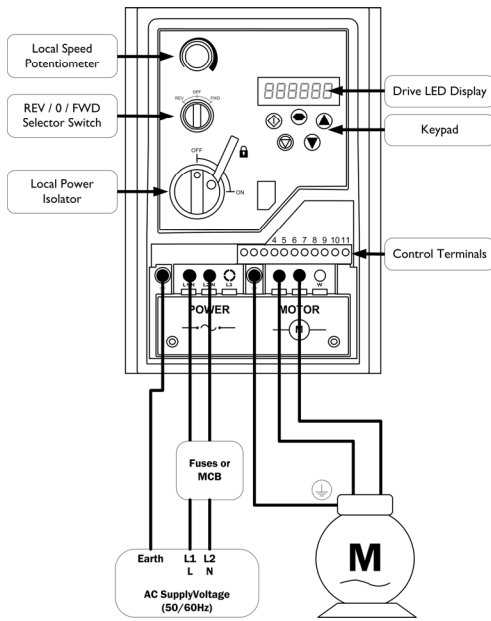 Local Speed
Potentiometer
REV / 0 / FWD
Selector Switch
Local Power
Isolator
Drive LED Display
Keypad
Control Terminals
OFF
REV
FWD
OFF
ON
4 5 6 7 8 9 10 11
L3
W
POWER
MOTOR
M
Fuses or
MCB
Earth L1 L2
L N
AC SupplyVoltage
(50/60Hz)
M